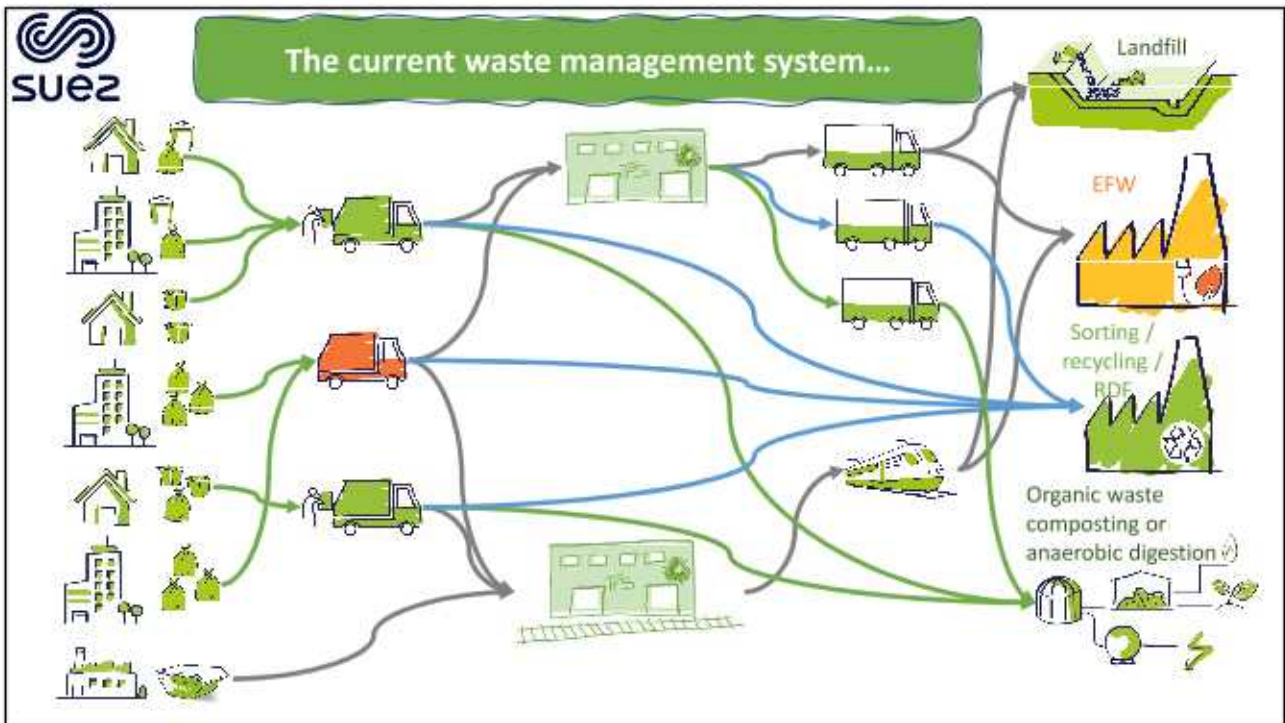 suez
The current waste management system...
Landfill
EFW
Sorting /
recycling /
RDF
Organic waste
composting or
anaerobic digestion